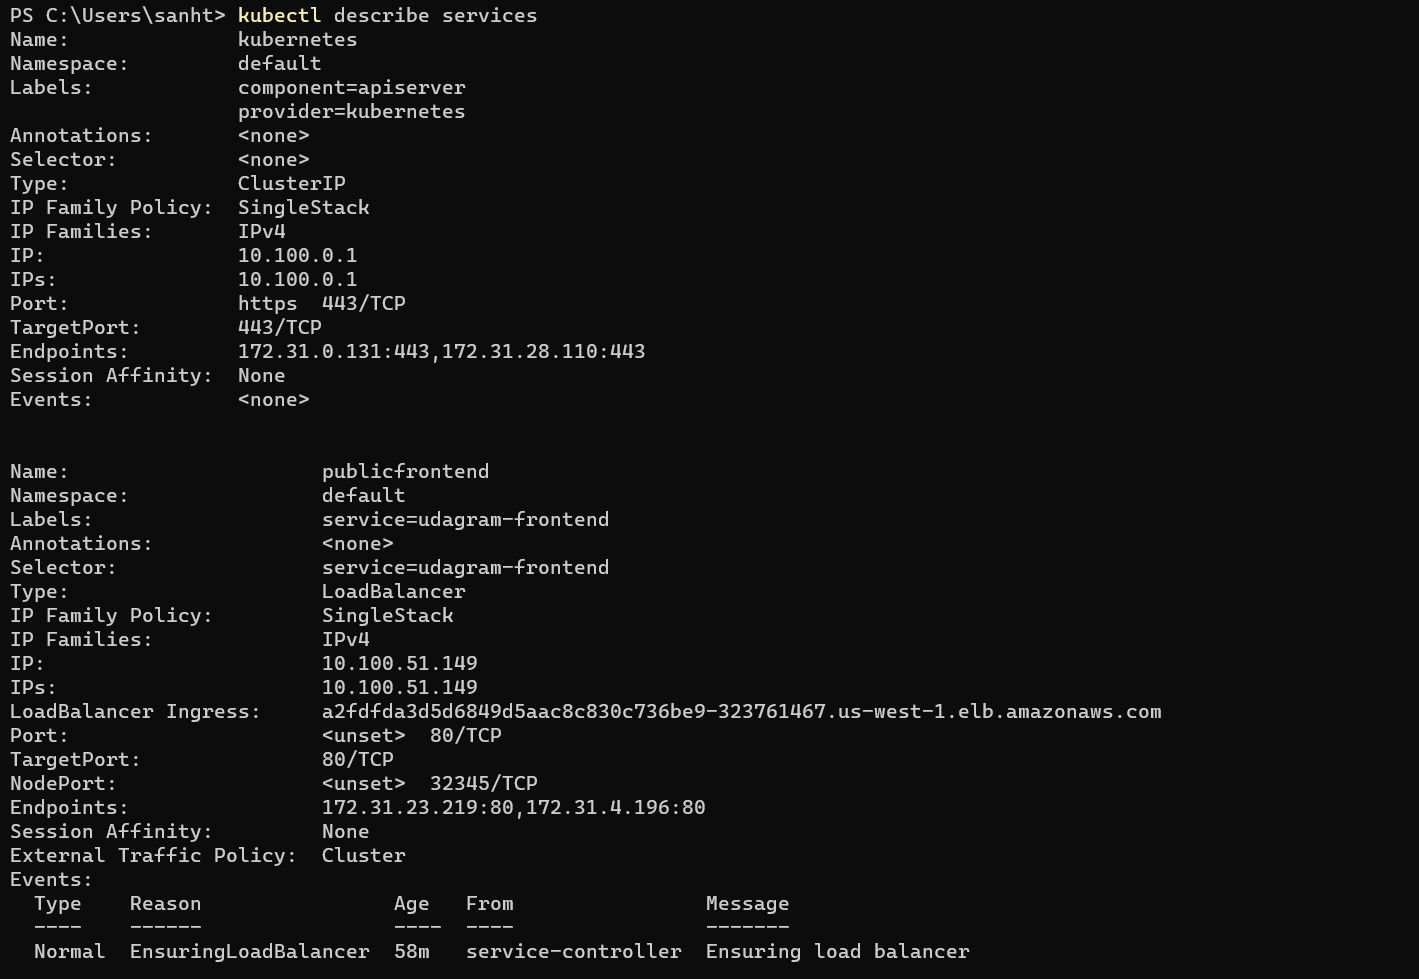 PS C:\Users\sanht> kubectl describe services
Name:              kubernetes
Namespace:         default
Labels:            component=apiserver
                   provider=kubernetes
Annotations:       <none>
Selector:          <none>
Type:              ClusterIP
IP Family Policy:  SingleStack
IP Families:       IPv4
IP:                10.100.0.1
IPs:               10.100.0.1
Port:              https  443/TCP
TargetPort:        443/TCP
Endpoints:         172.31.0.131:443,172.31.28.110:443
Session Affinity:  None
Events:            <none>


Name:                     publicfrontend
Namespace:                default
Labels:                   service=udagram-frontend
Annotations:              <none>
Selector:                 service=udagram-frontend
Type:                     LoadBalancer
IP Family Policy:         SingleStack
IP Families:              IPv4
IP:                       10.100.51.149
IPs:                      10.100.51.149
LoadBalancer Ingress:     a2fdfda3d5d6849d5aac8c830c736be9-323761467.us-west-1.elb.amazonaws.com
Port:                     <unset>  80/TCP
TargetPort:               80/TCP
NodePort:                 <unset>  32345/TCP
Endpoints:                172.31.23.219:80,172.31.4.196:80
Session Affinity:         None
External Traffic Policy:  Cluster
Events:
  Type    Reason                Age   From                Message
  ----    ------                ----  ----                -------
  Normal  EnsuringLoadBalancer  58m   service-controller  Ensuring load balancer